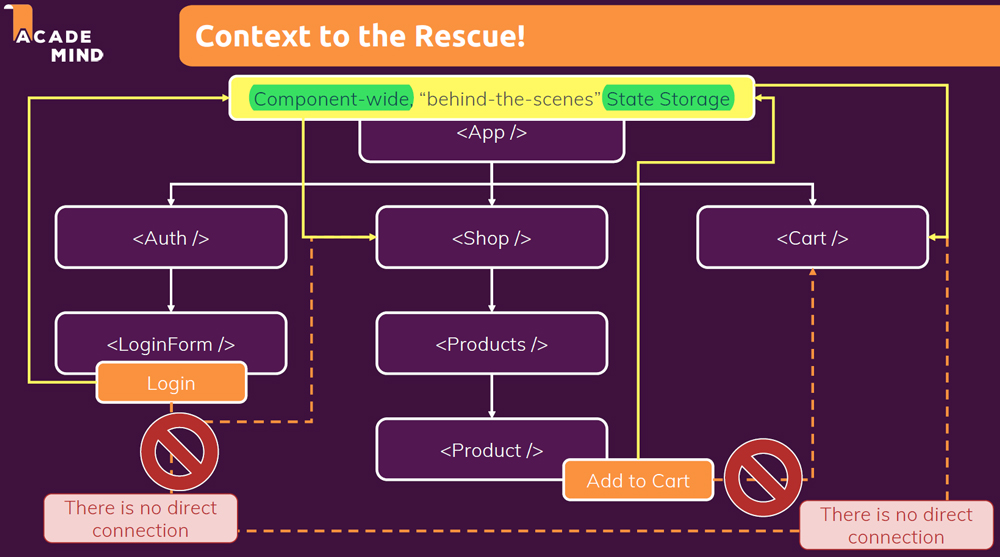 ACADE
MIND
Context to the Rescue!
Component-wide, “behind-the-scenes” State Storage
<App />
<Auth />
<Shop />
<Cart />
<LoginForm />
<Products />
Login
<Product />
Add to Cart
There is no direct
connection
There is no direct
connection